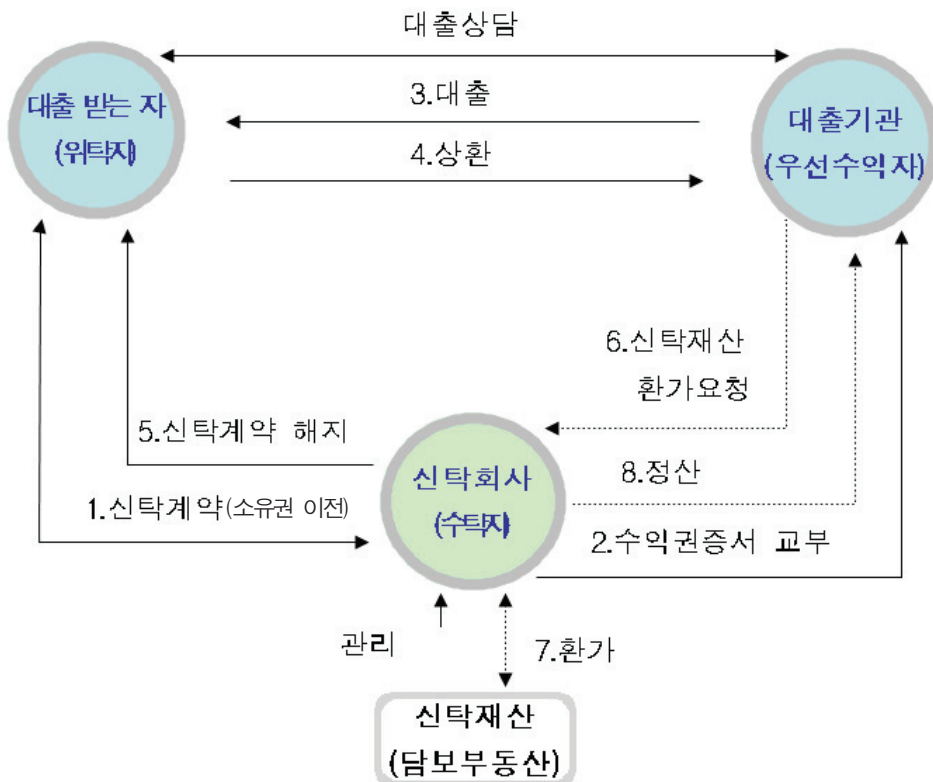 대출상담
대출 받는 자
(위탁자)
3.대출
4.상환
대출기관
(우선수익자)
6.신탁재산
환가요청
5.신탁계약 해지
1.신탁계약(소유권 이전)
신탁회사
(수탁자)
8.정산
2.수익권증서 교부
관리
7.환가
신탁재산
(담보부동산)